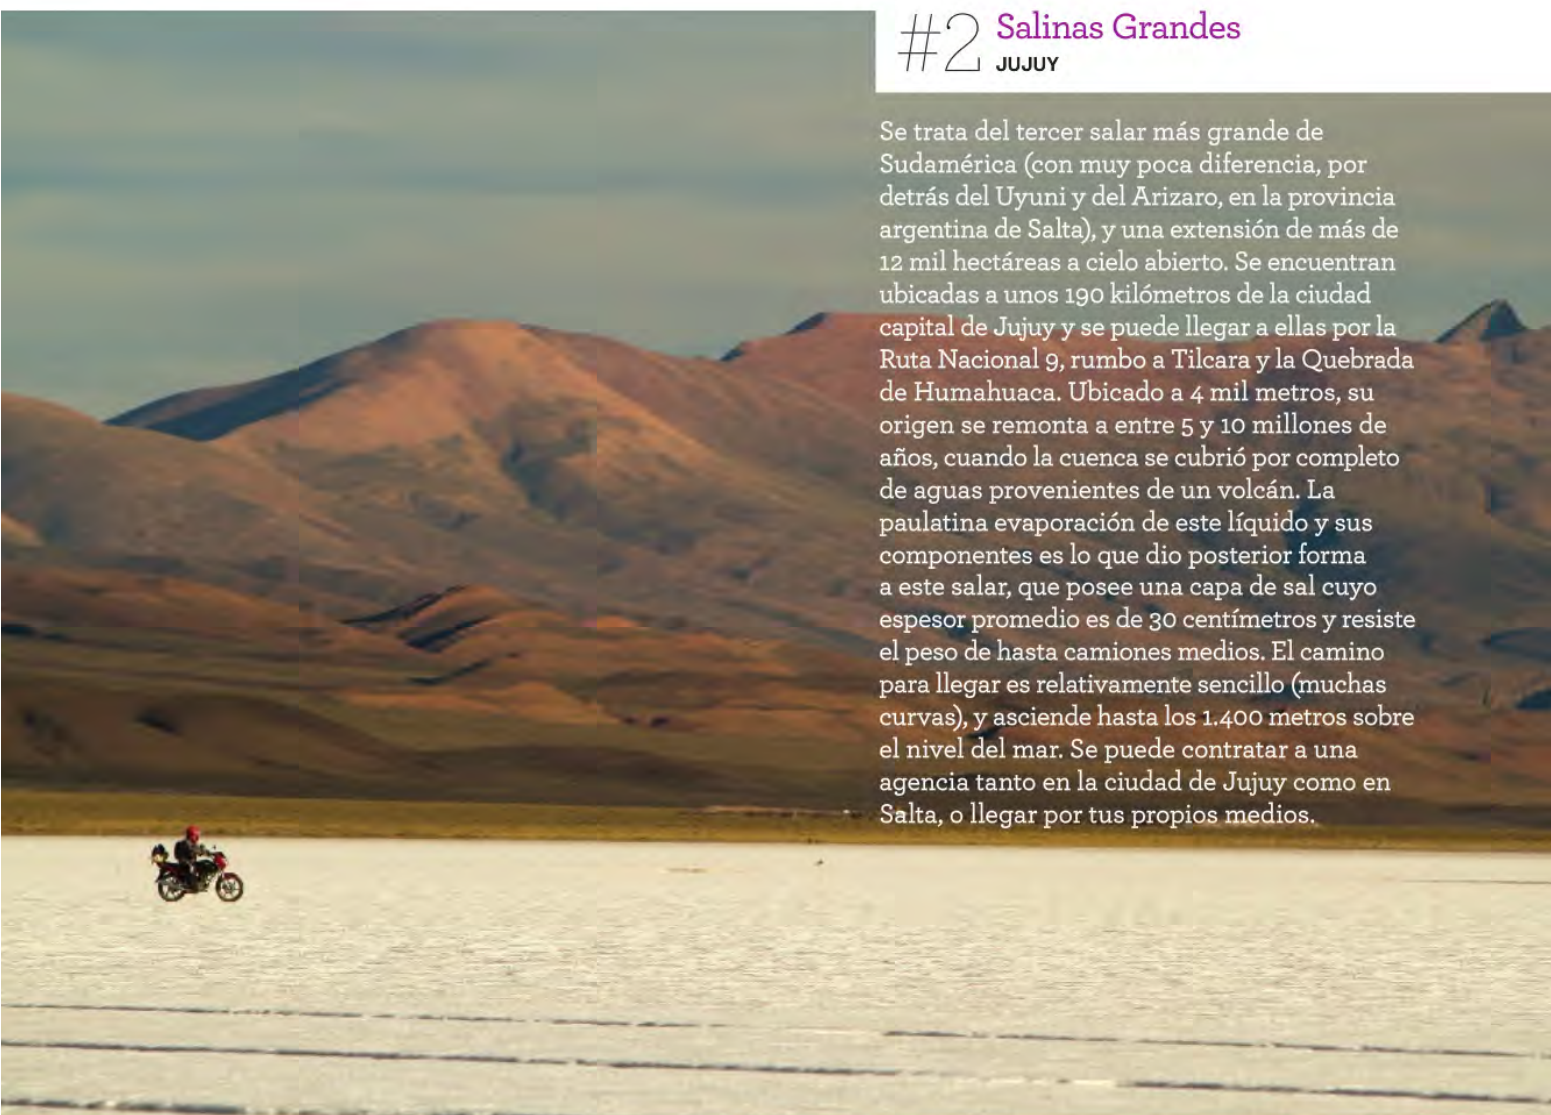 #2 Salinas Grandes
JUJUY
Se trata del tercer salar más grande de
Sudamérica (con muy poca diferencia, por
detrás del Uyuni y del Arizaro, en la provincia
argentina de Salta), y una extensión de más de
12 mil hectáreas a cielo abierto. Se encuentran
ubicadas a unos 190 kilómetros de la ciudad
capital de Jujuy y se puede llegar a ellas por la
Ruta Nacional 9, rumbo a Tilcara y la Quebrada
de Humahuaca. Ubicado a 4 mil metros, su
origen se remonta a entre 5 y 10 millones de
años, cuando la cuenca se cubrió por completo
de aguas provenientes de un volcán. La
paulatina evaporación de este líquido y sus
componentes es lo que dio posterior forma
a este salar, que posee una capa de sal cuyo
espesor promedio es de 30 centímetros y resiste
el peso de hasta camiones medios. El camino
para llegar es relativamente sencillo (muchas
curvas), y asciende hasta los 1.400 metros sobre
el nivel del mar. Se puede contratar a una
agencia tanto en la ciudad de Jujuy como en
Salta, o llegar por tus propios medios.